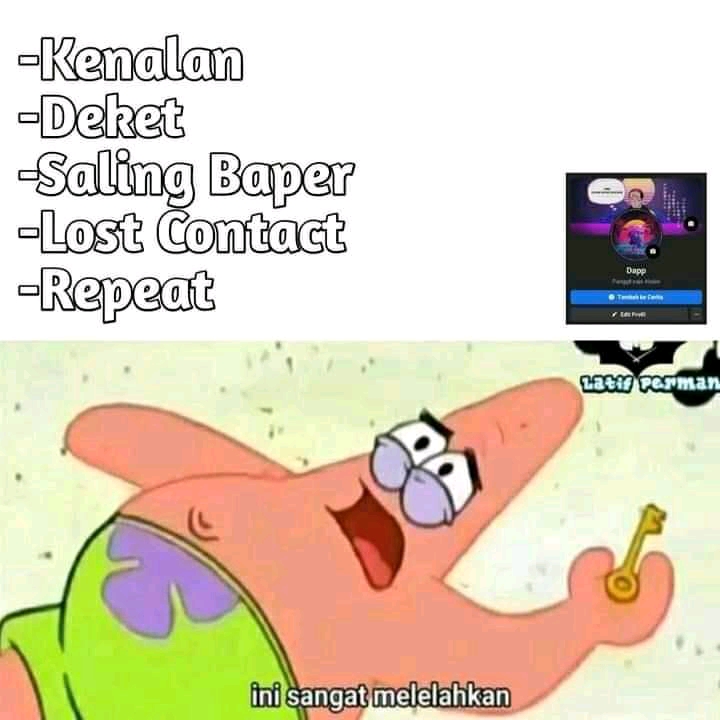 -Kenalan
-Deket
-Saling Baper
-Lost Contact
-Repeat
Dapp
Tambah ke Cerita
Edit Profil
Latif Perman
ini sangat melelahkan